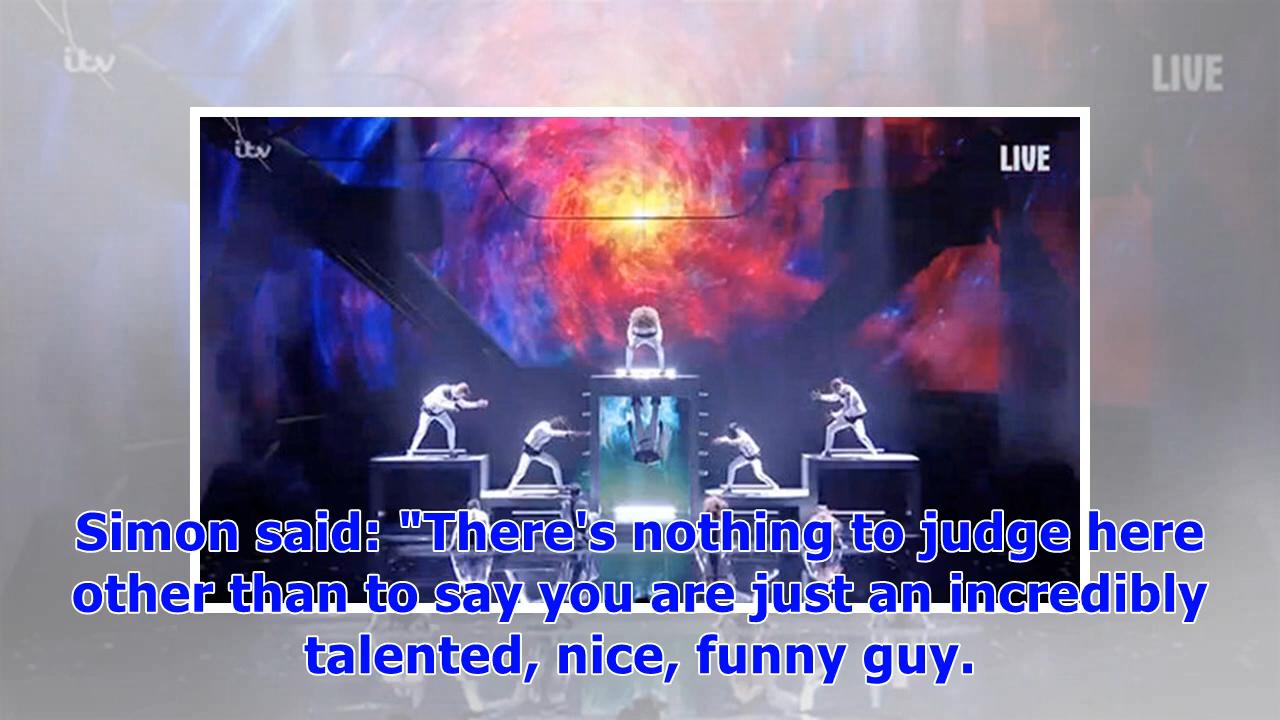 itv
LIVE
itv
LIVE
Simon said: "There's nothing to judge here
other than to say you are just an incredibly
talented, nice, funny guy.